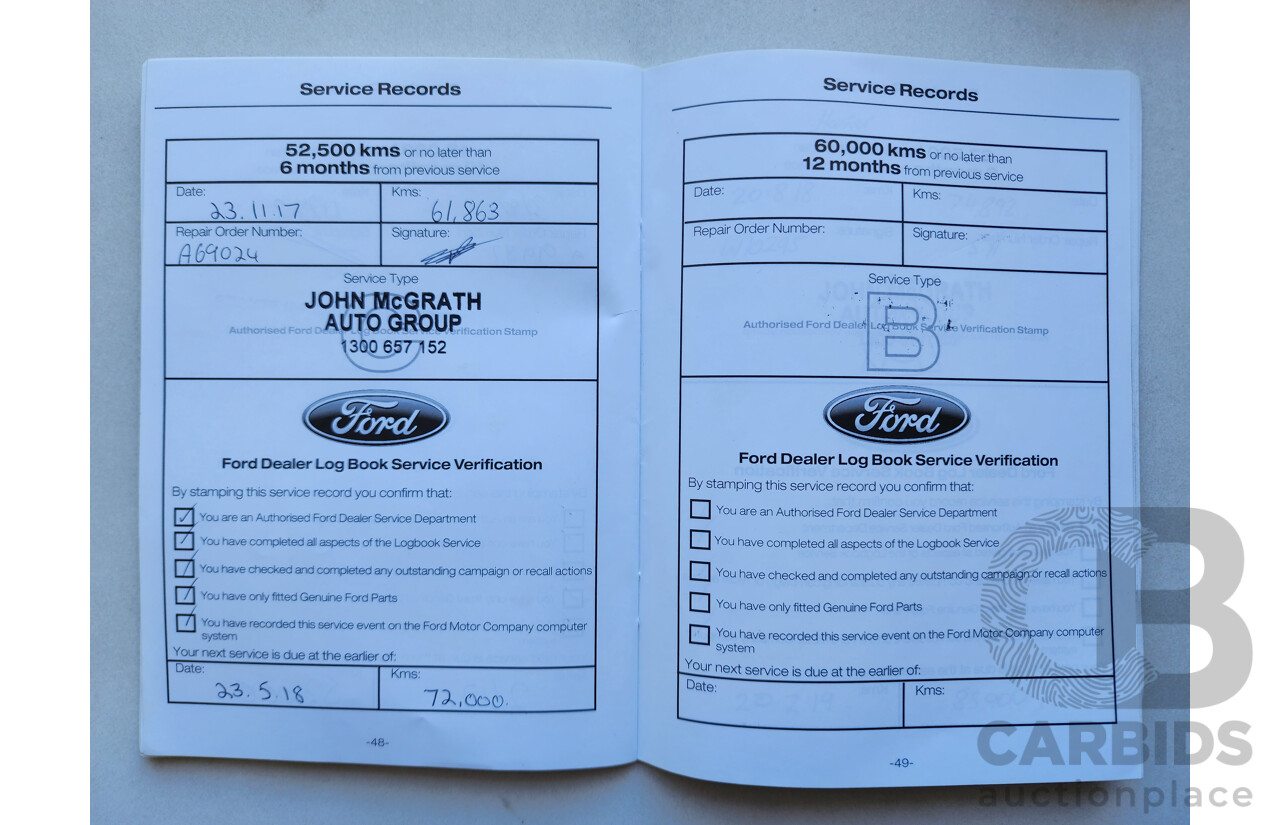 Service Records
52,500 kms or no later than
6 months from previous service
Date:
23.11.17
Kms:
61,863
Repair Order Number:
A69024
Signature:
Service Type
JOHN McGRATH
AUTO GROUP
Authorised Ford Dealer Log Book Service Verification Stamp
1300 657 152
C
Ford
Ford Dealer Log Book Service Verification
By stamping this service record you confirm that:
You are an Authorised Ford Dealer Service Department
You have completed all aspects of the Logbook Service
You have checked and completed any outstanding campaign or recall actions
You have only fitted Genuine Ford Parts
You have recorded this service event on the Ford Motor Company computer
system
Your next service is due at the earlier of:
Date:
23.5.18
Kms:
72,000.
-48-
Service Records
60,000 kms or no later than
12 months from previous service
Date:
Kms:
Repair Order Number:
Signature:
Service Type
B
Authorised Ford Dealer Log Book Service Verification Stamp
Ford
Ford Dealer Log Book Service Verification
By stamping this service record you confirm that:
You are an Authorised Ford Dealer Service Department
You have completed all aspects of the Logbook Service
You have checked and completed any outstanding campaign or recall actions
You have only fitted Genuine Ford Parts
You have recorded this service event on the Ford Motor Company computer
system
Your next service is due at the earlier of:
Date:
Kms:
-49-
CB
CARBIDS
auctionplace